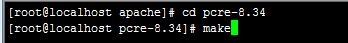 [root@localhost apache]# cd pcre-8.34
[root@localhost pcre-8.34]# make